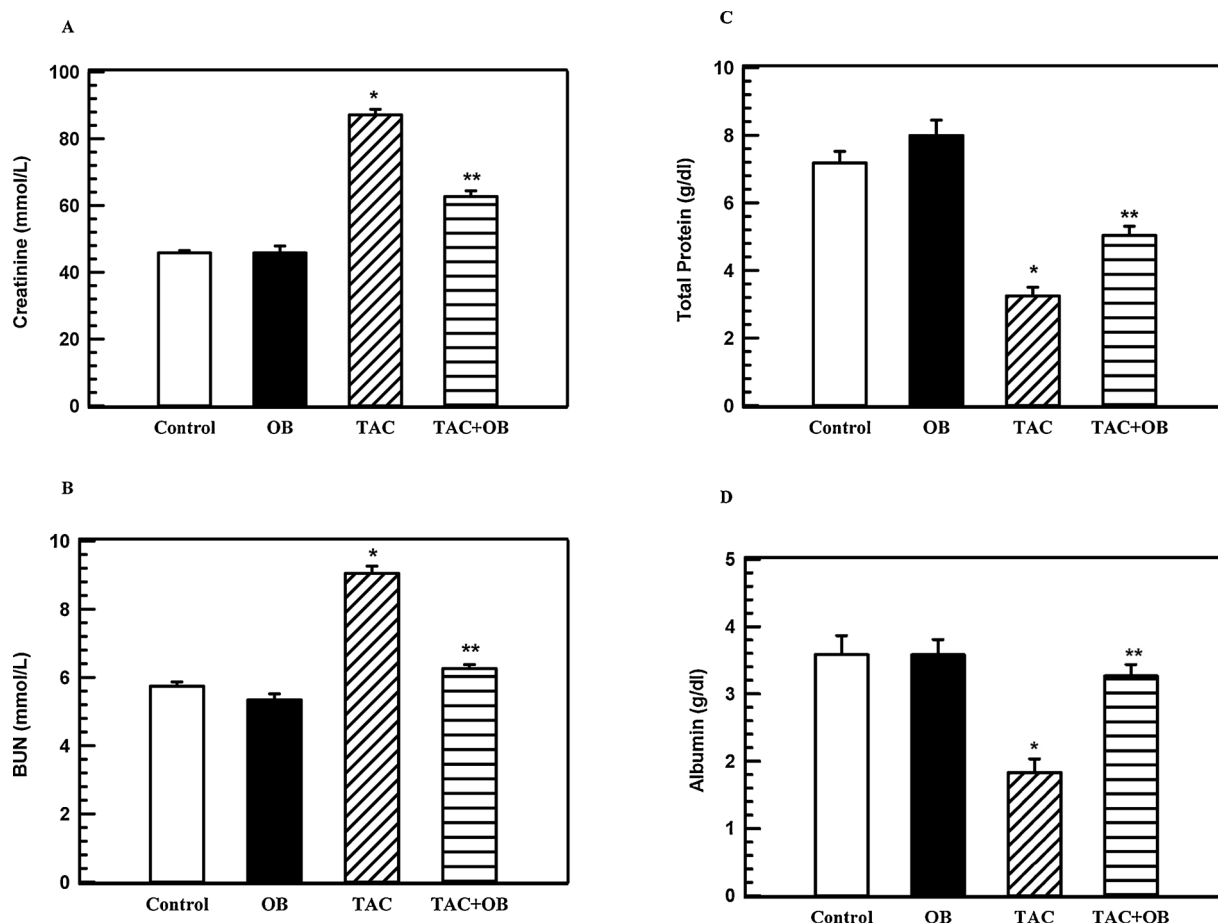 A
Creatinine (mmol/L)
100
80
60
40
20
0
*
**
Control OB TAC TAC+OB
B
BUN (mmol/L)
10
8
6
4
2
0
*
**
Control OB TAC TAC+OB
C
Total Protein (g/dl)
10
8
6
4
2
0
*
**
Control OB TAC TAC+OB
D
Albumin (g/dl)
5
4
3
2
1
0
*
**
Control OB TAC TAC+OB